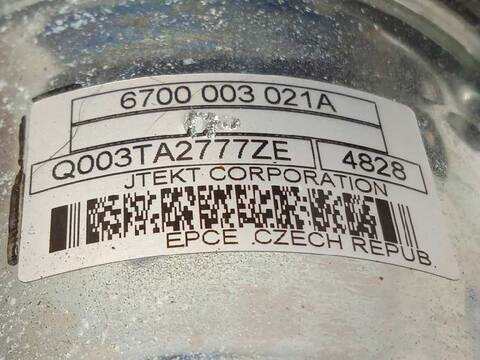 6700 003 021A
Q003TA2777ZE 4828
JTEKT CORPORATION
EPCE CZECH REPUB